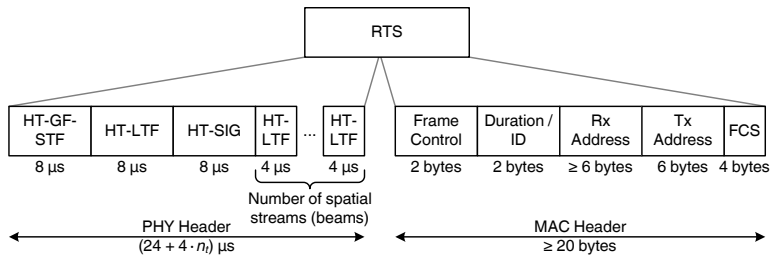 RTS
HT-GF-
STF
HT-LTF
HT-SIG
HT-
LTF
...
HT-
LTF
Frame
Control
Duration /
ID
Rx
Address
Tx
Address
FCS
8 µs
8 µs
8 µs
4 µs
4 µs
2 bytes
2 bytes
≥ 6 bytes
6 bytes
4 bytes
Number of spatial
streams (beams)
PHY Header
(24 + 4 · nₜ) µs
MAC Header
≥ 20 bytes